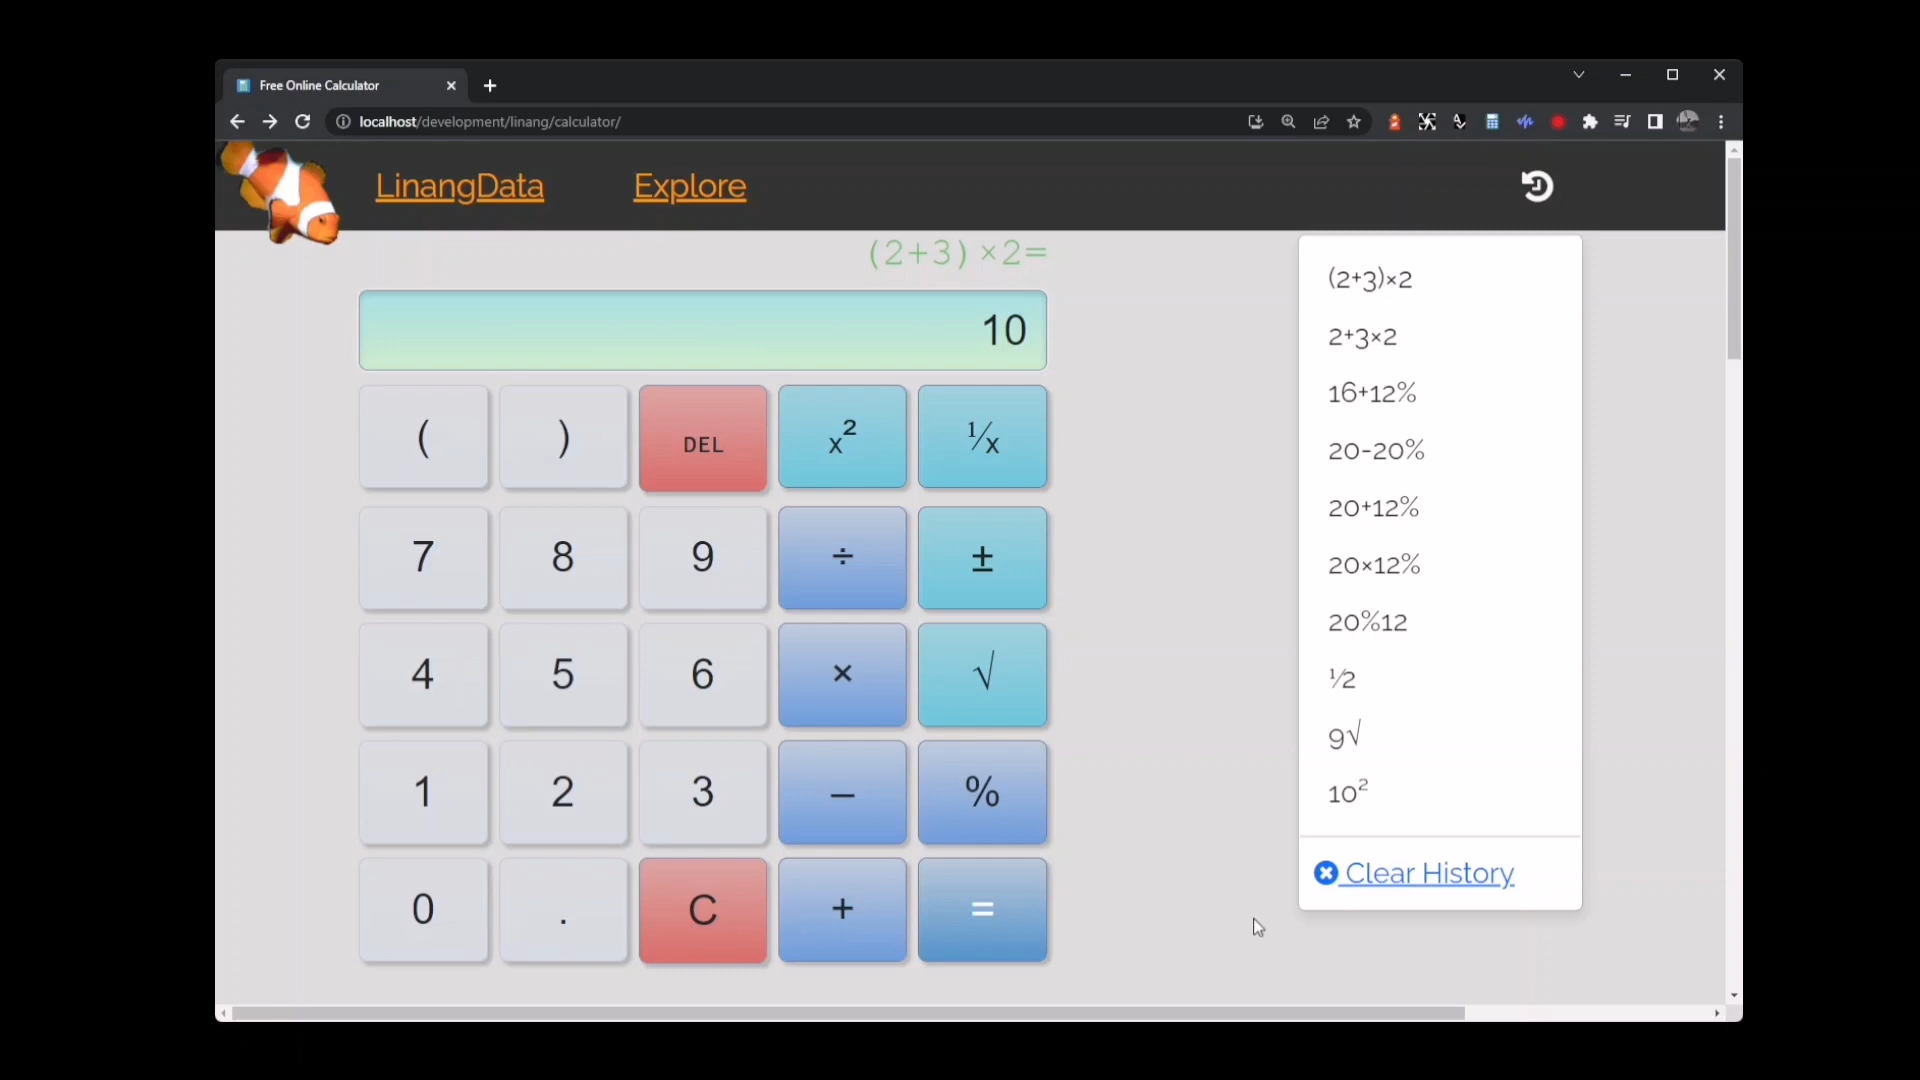 Free Online Calculator
localhost/development/linang/calculator/
LinangData Explore
(2+3)×2=
10
( ) DEL x² ¹⁄x
7 8 9 ÷ ±
4 5 6 × √
1 2 3 – %
0 . C + =
(2+3)×2
2+3×2
16+12%
20-20%
20+12%
20×12%
20%12
¹⁄2
9√
10²
Clear History